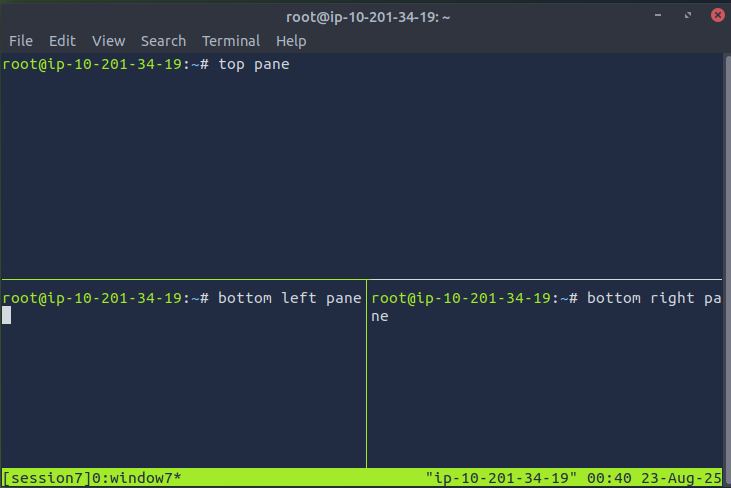 root@ip-10-201-34-19: ~
File Edit View Search Terminal Help
root@ip-10-201-34-19:~# top pane
root@ip-10-201-34-19:~# bottom left pane
root@ip-10-201-34-19:~# bottom right pa
ne
[session7]0:window7* "ip-10-201-34-19" 00:40 23-Aug-25